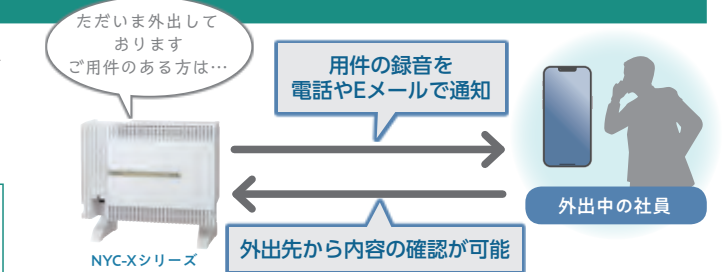 ただいま外出して
おります
ご用件のある方は…
用件の録音を
電話やEメールで通知
外出中の社員
外出先から内容の確認が可能
NYC-Xシリーズ